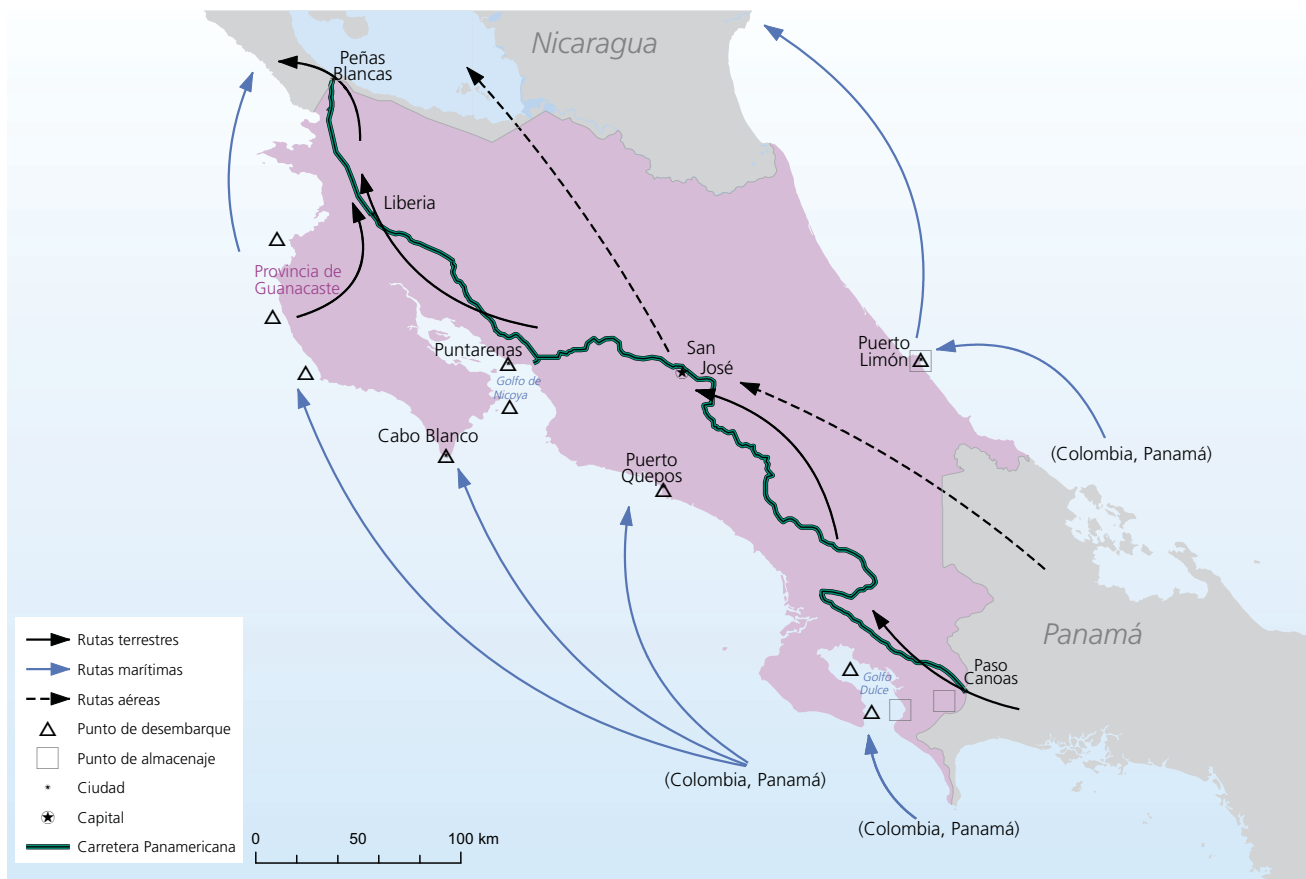 Nicaragua
Peñas
Blancas
Liberia
Provincia de
Guanacaste
Puntarenas
Golfo de
Nicoya
San
José
Puerto
Limón
Cabo Blanco
Puerto
Quepos
(Colombia, Panamá)
Panamá
Paso
Canoas
Golfo
Dulce
(Colombia, Panamá)
(Colombia, Panamá)
Rutas terrestres
Rutas marítimas
Rutas aéreas
Punto de desembarque
Punto de almacenaje
Ciudad
Capital
Carretera Panamericana
0 50 100 km